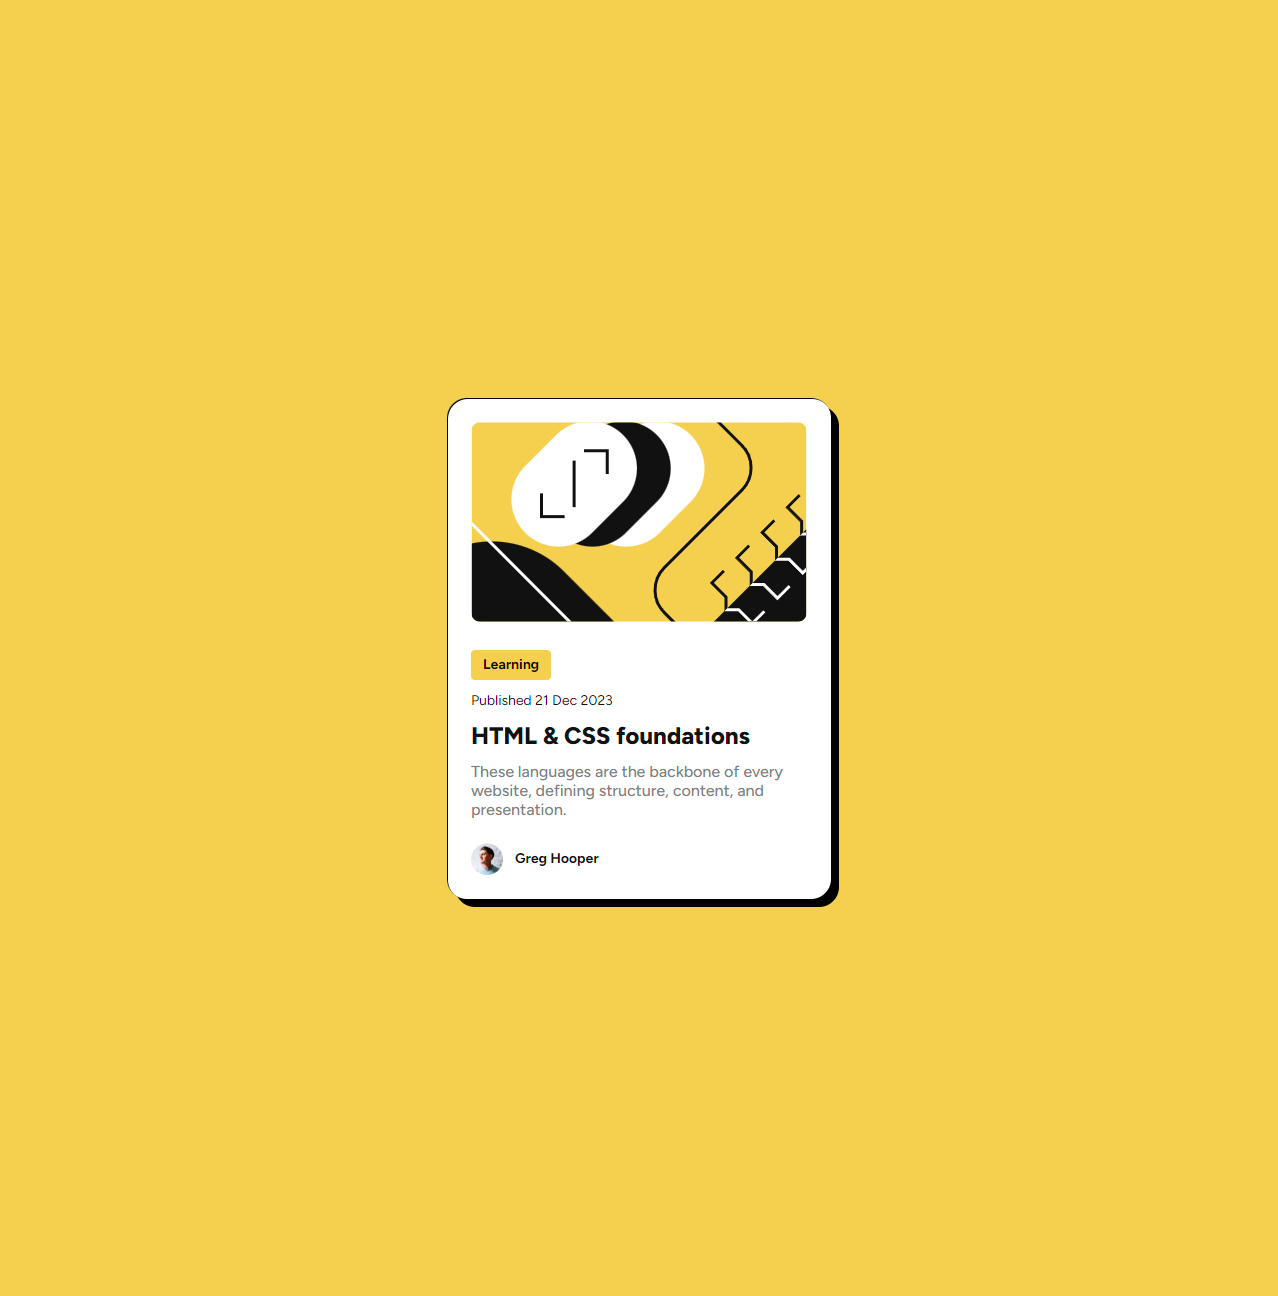 Learning
Published 21 Dec 2023
HTML & CSS foundations
These languages are the backbone of every
website, defining structure, content, and
presentation.
Greg Hooper